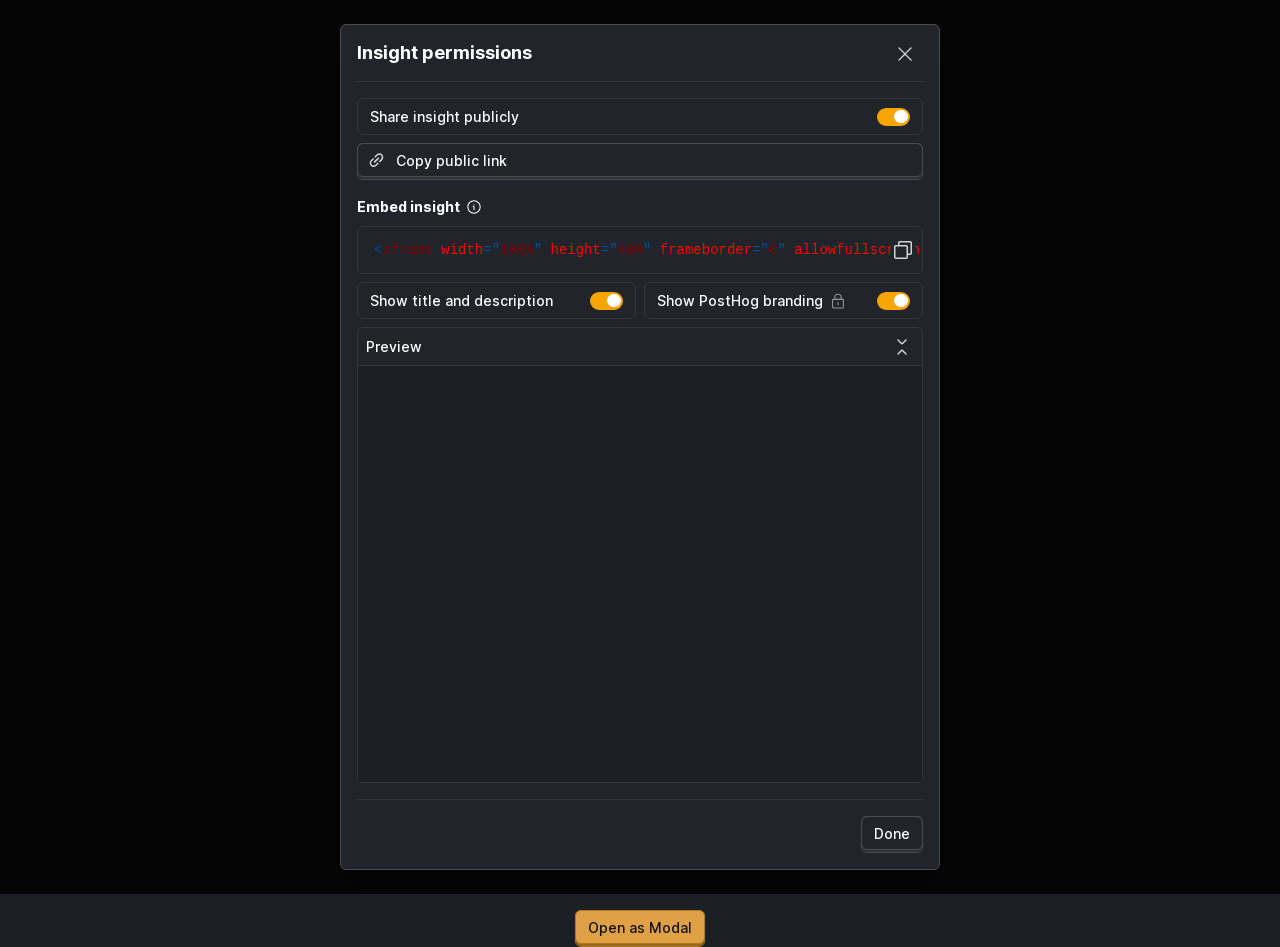 Insight permissions
Share insight publicly
Copy public link
Embed insight
<iframe width="100%" height="400" frameborder="0" allowfullscr
Show title and description
Show PostHog branding
Preview
Done
Open as Modal